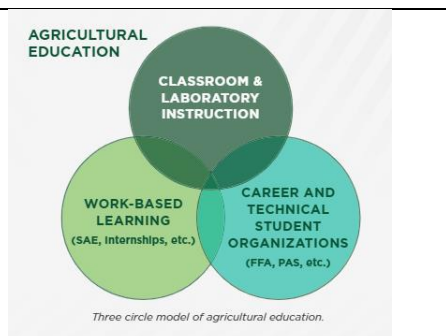 AGRICULTURAL
EDUCATION
CLASSROOM &
LABORATORY
INSTRUCTION
WORK-BASED
LEARNING
(SAE, internships, etc.)
CAREER AND
TECHNICAL
STUDENT
ORGANIZATIONS
(FFA, PAS, etc.)
Three circle model of agricultural education.